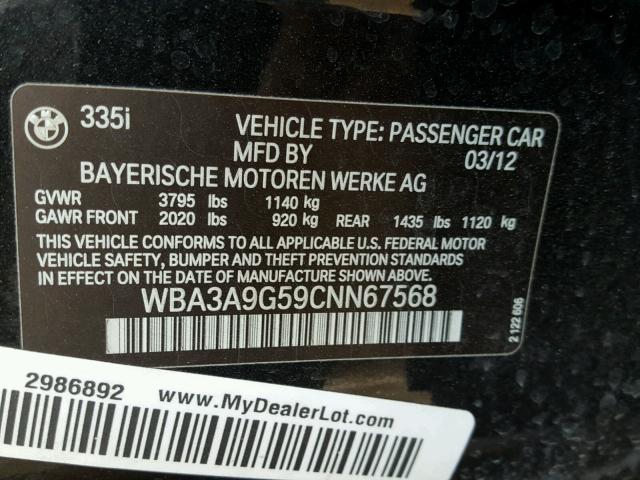 BMW
335i
VEHICLE TYPE: PASSENGER CAR
MFD BY 03/12
BAYERISCHE MOTOREN WERKE AG
GVWR 3795 lbs 1140 kg
GAWR FRONT 2020 lbs 920 kg REAR 1435 lbs 1120 kg
THIS VEHICLE CONFORMS TO ALL APPLICABLE U.S. FEDERAL MOTOR
VEHICLE SAFETY, BUMPER AND THEFT PREVENTION STANDARDS
IN EFFECT ON THE DATE OF MANUFACTURE SHOWN ABOVE.
WBA3A9G59CNN67568
2 122 606
2986892 www.MyDealerLot.com